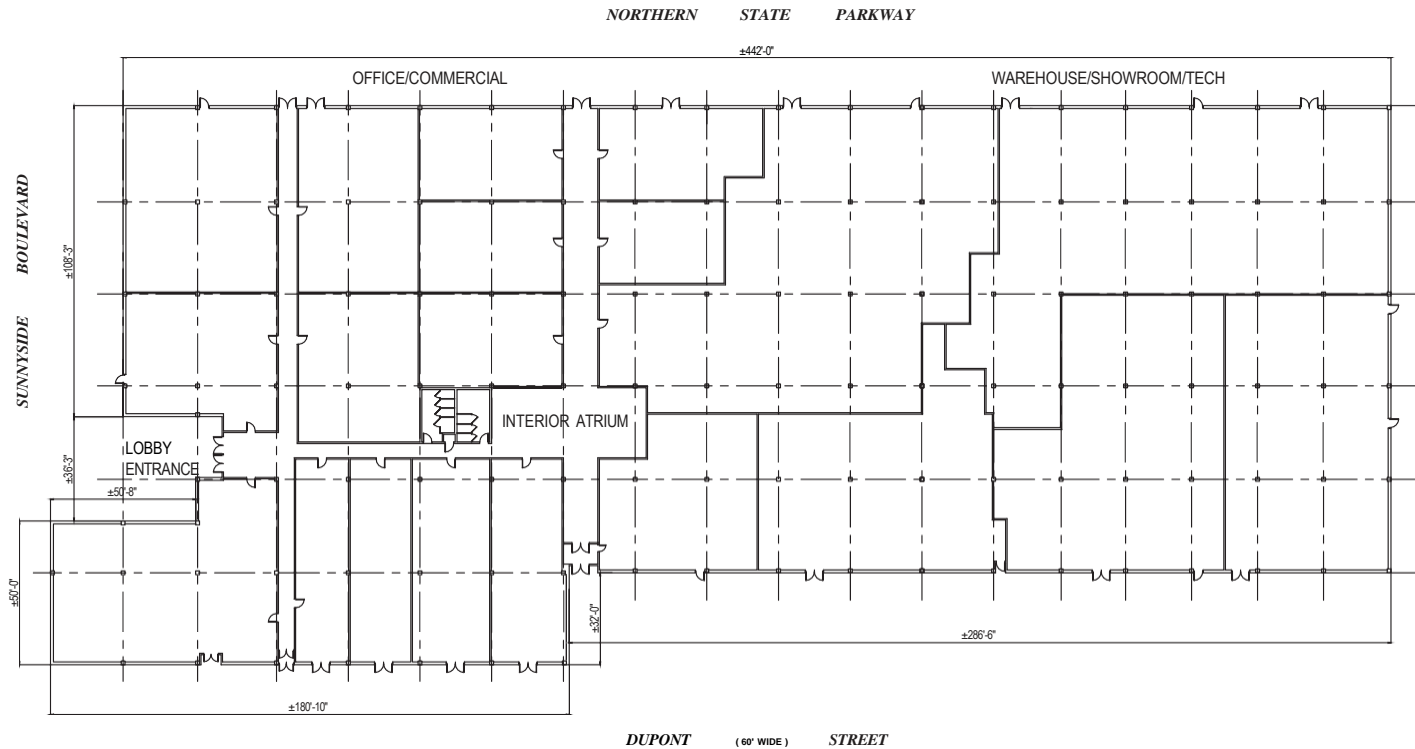 NORTHERN STATE PARKWAY
±442'-0"
OFFICE/COMMERCIAL
WAREHOUSE/SHOWROOM/TECH
SUNNYSIDE BOULEVARD
±108'-3"
INTERIOR ATRIUM
LOBBY
ENTRANCE
±36'-3"
±50'-8"
±50'-0"
±32'-0"
±286'-6"
±180'-10"
DUPONT ( 60' WIDE ) STREET